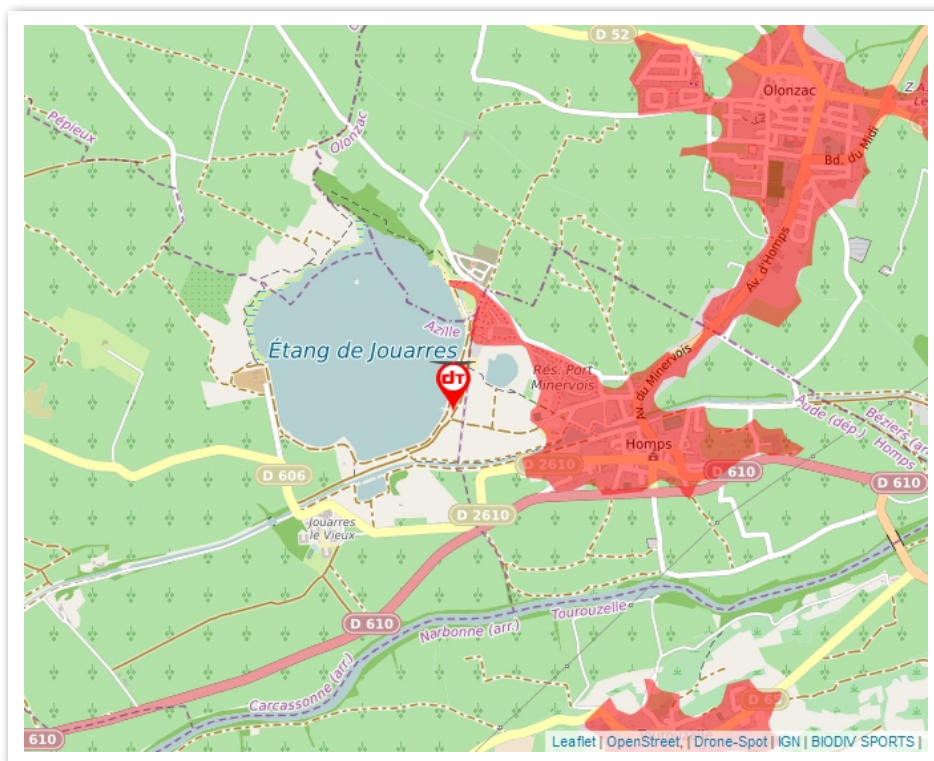 D 52
Olonzac
Z
Pépieux
Olonzac
Bd. du Midi
Av. d'Homps
Azille
Étang de Jouarres
dT
Rés. Port
Minervois
Av. du Minervois
Aude (dép.)
Béziers (arr
Homps
Homps
D 2610
D 610
D 610
D 606
D 2610
Jouarres
le Vieux
D 610
Tourouzelle
Narbonne (arr.)
Carcassonne (arr.)
610
Leaflet | OpenStreet, | Drone-Spot | IGN | BIODIV SPORTS |